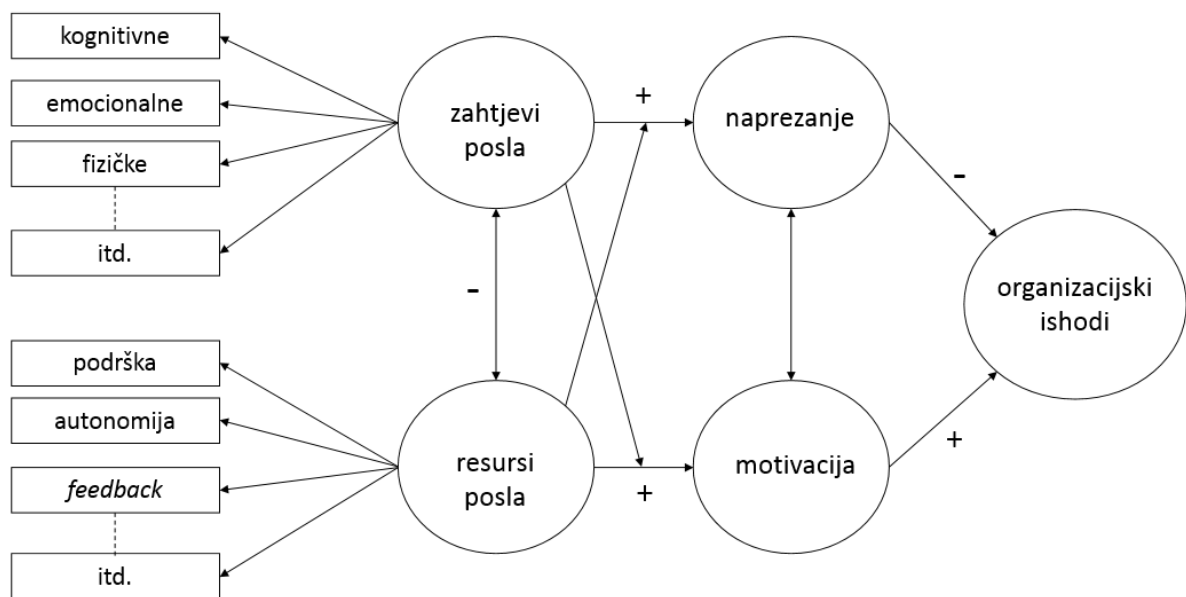 kognitivne
emocionalne
fizičke
itd.
zahtjevi
posla
+
naprezanje
-
-
organizacijski
ishodi
podrška
autonomija
feedback
itd.
resursi
posla
+
motivacija
+